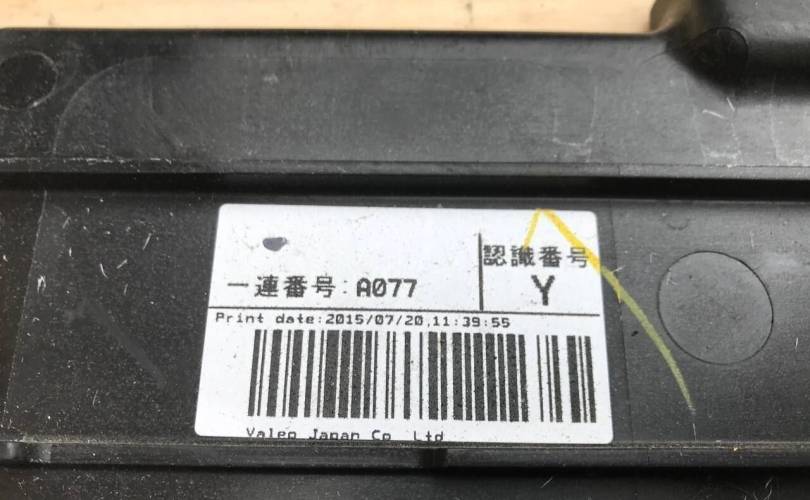 一連番号:A077
認識番号
Y
Print date:2015/07/20,11:39:55
Valeo Japan Co Ltd